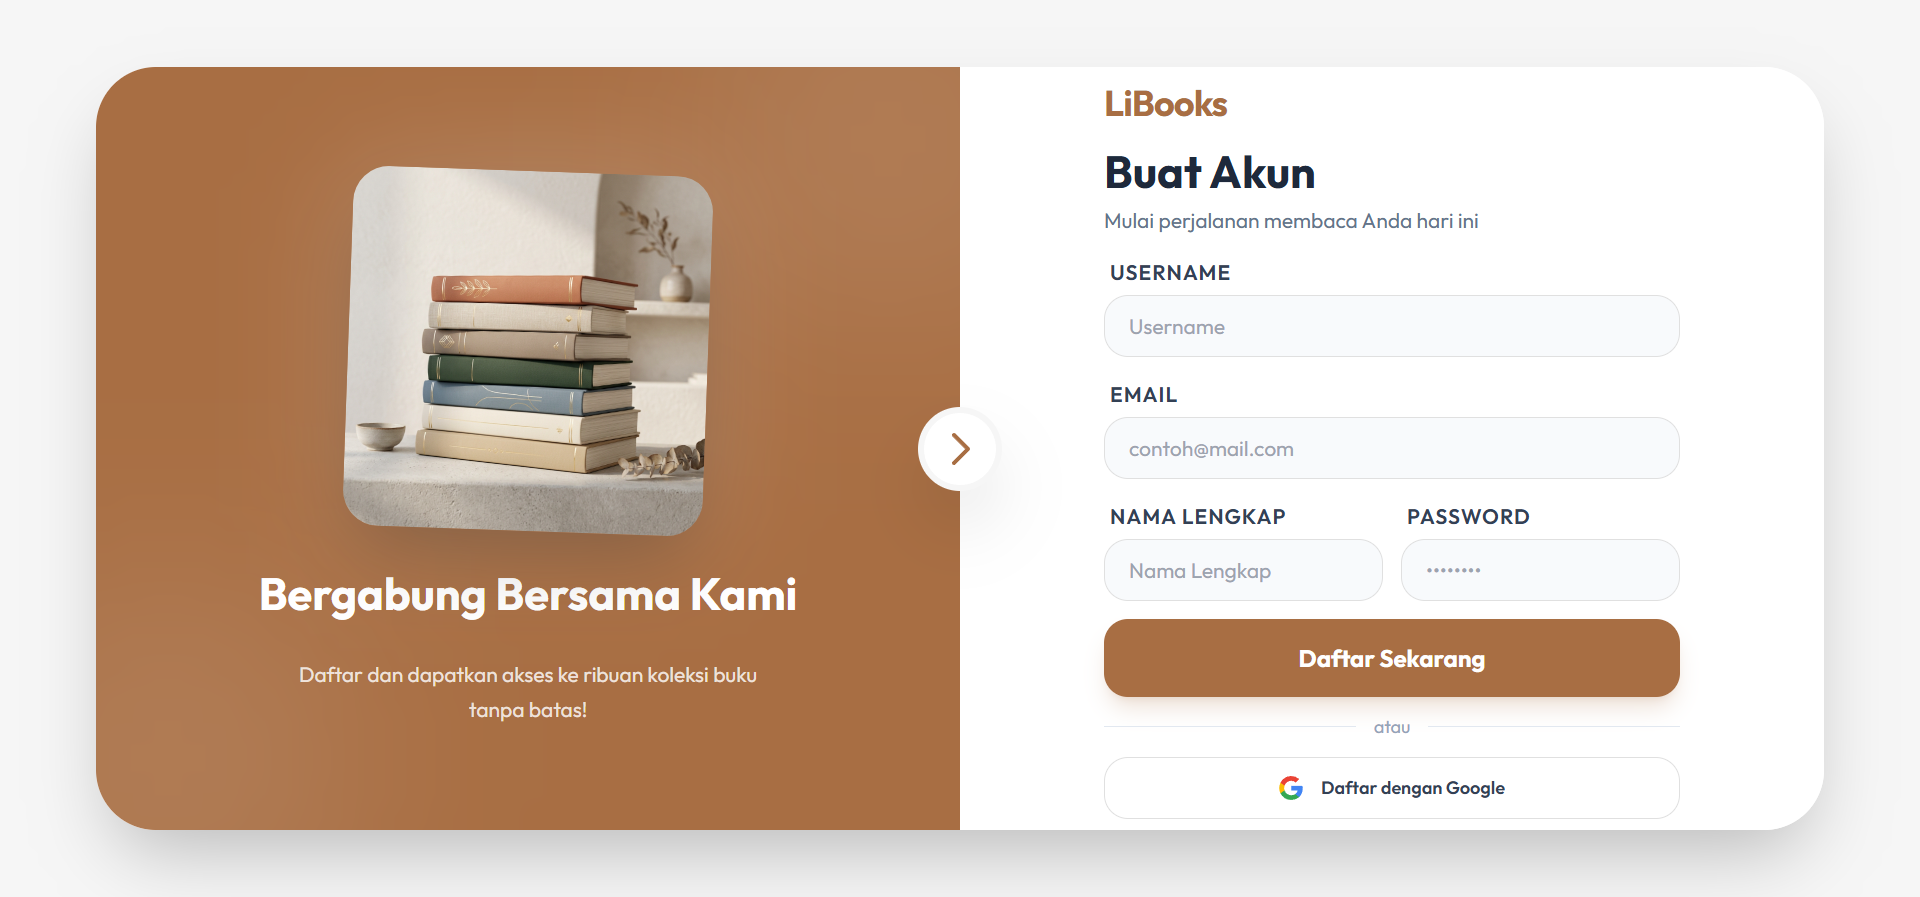 Bergabung Bersama Kami
Daftar dan dapatkan akses ke ribuan koleksi buku
tanpa batas!
LiBooks
Buat Akun
Mulai perjalanan membaca Anda hari ini
USERNAME
Username
EMAIL
contoh@mail.com
NAMA LENGKAP
Nama Lengkap
PASSWORD
••••••••
Daftar Sekarang
atau
Daftar dengan Google